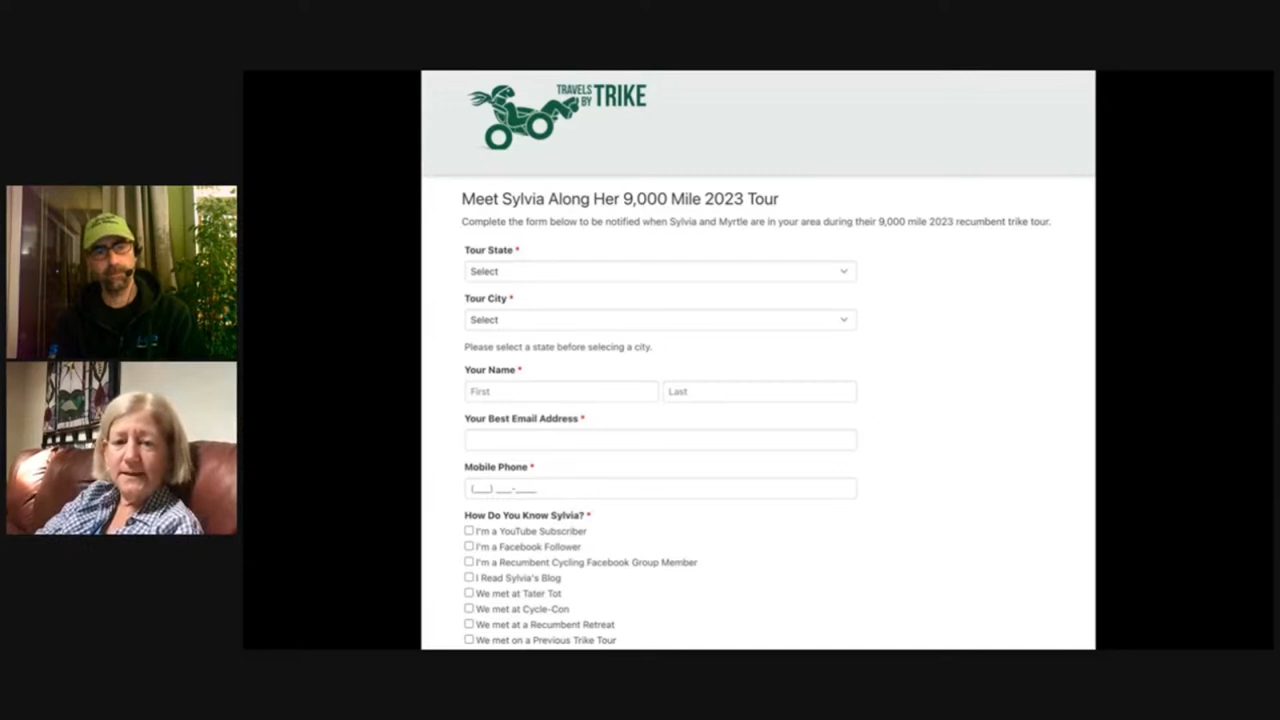 TRAVELS
BY TRIKE
Meet Sylvia Along Her 9,000 Mile 2023 Tour
Complete the form below to be notified when Sylvia and Myrtle are in your area during their 9,000 mile 2023 recumbent trike tour.
Tour State *
Select
Tour City *
Select
Please select a state before selecing a city.
Your Name *
First Last
Your Best Email Address *
Mobile Phone *
(___) ___-____
How Do You Know Sylvia? *
I'm a YouTube Subscriber
I'm a Facebook Follower
I'm a Recumbent Cycling Facebook Group Member
I Read Sylvia's Blog
We met at Tater Tot
We met at Cycle-Con
We met at a Recumbent Retreat
We met on a Previous Trike Tour